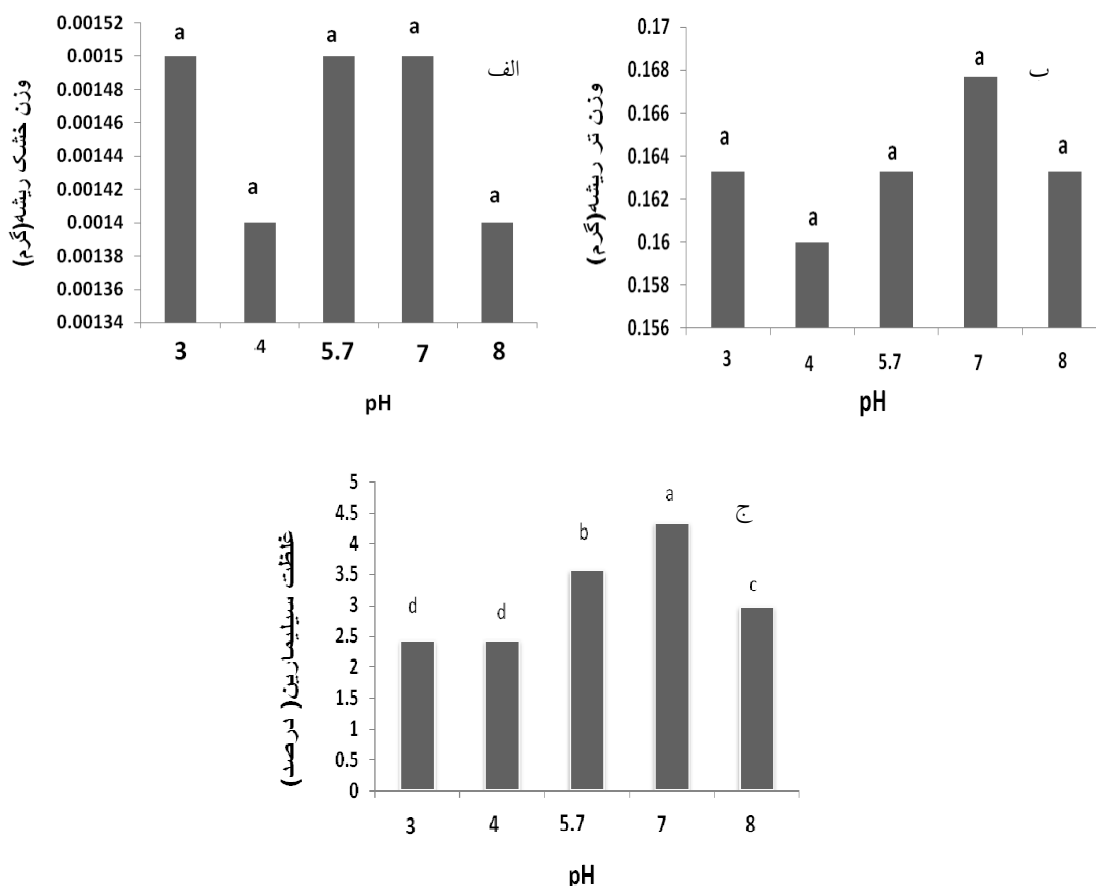 0.00152
0.0015
0.00148
0.00146
0.00144
0.00142
0.0014
0.00138
0.00136
0.00134
وزن خشک ریشه(گرم)
a
a
a
a
a
الف
3
4
5.7
7
8
pH
0.17
0.168
0.166
0.164
0.162
0.16
0.158
0.156
وزن تر ریشه(گرم)
a
a
a
a
a
ب
3
4
5.7
7
8
pH
5
4.5
4
3.5
3
2.5
2
1.5
1
0.5
0
غلظت سیلیمارین( درصد)
d
d
b
a
c
ج
3
4
5.7
7
8
pH